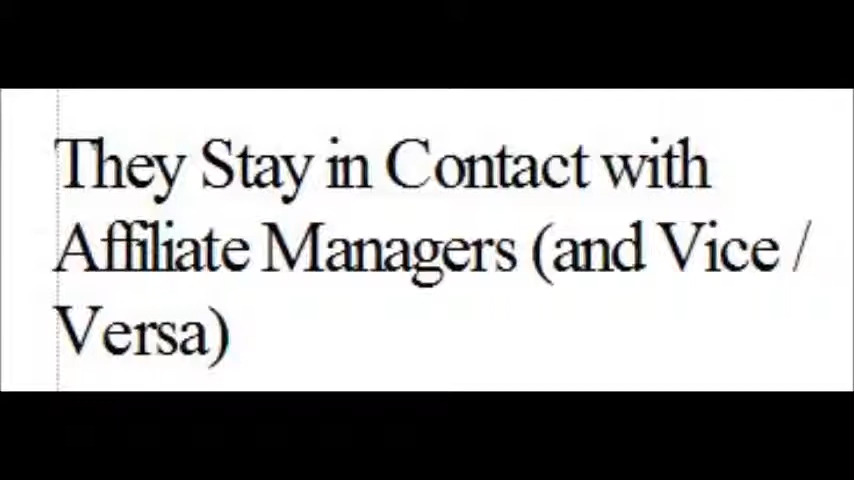 They Stay in Contact with
Affiliate Managers (and Vice /
Versa)